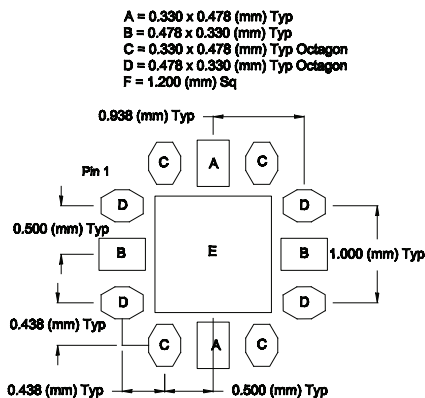 A = 0.330 x 0.478 (mm) Typ
B = 0.478 x 0.330 (mm) Typ
C = 0.330 x 0.478 (mm) Typ Octagon
D = 0.478 x 0.330 (mm) Typ Octagon
F = 1.200 (mm) Sq
0.938 (mm) Typ
C A C
Pin 1
D D
0.500 (mm) Typ
B E B 1.000 (mm) Typ
D D
0.438 (mm) Typ
C A C
0.438 (mm) Typ 0.500 (mm) Typ